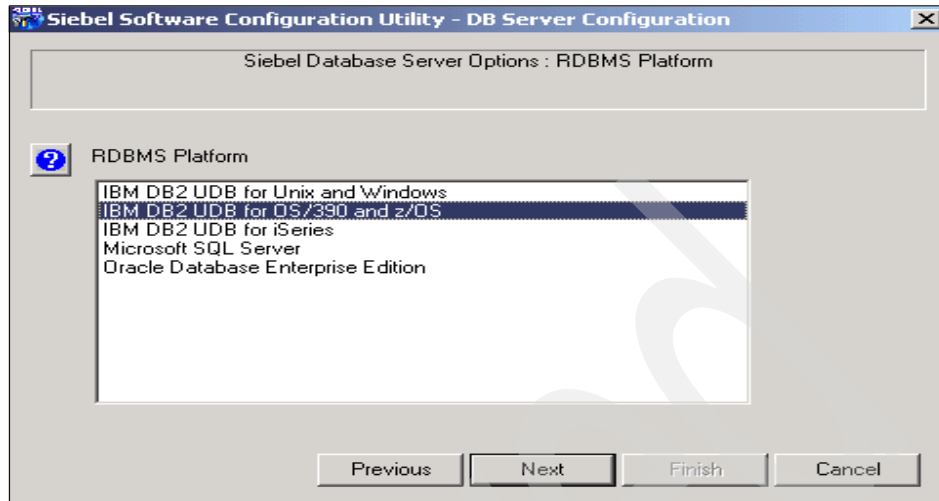 Siebel Software Configuration Utility - DB Server Configuration
Siebel Database Server Options : RDBMS Platform
RDBMS Platform
IBM DB2 UDB for Unix and Windows
IBM DB2 UDB for OS/390 and z/OS
IBM DB2 UDB for iSeries
Microsoft SQL Server
Oracle Database Enterprise Edition
Previous Next Finish Cancel